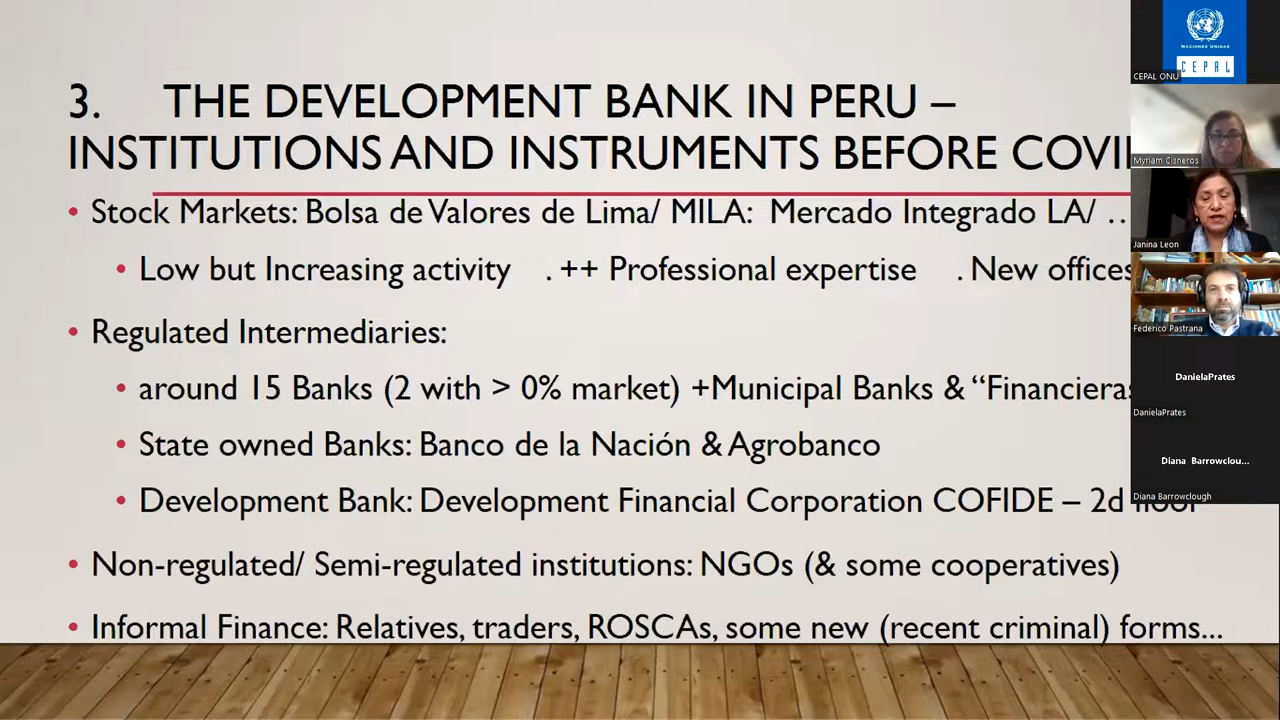 3. THE DEVELOPMENT BANK IN PERU –
INSTITUTIONS AND INSTRUMENTS BEFORE
• Stock Markets: Bolsa de Valores de Lima/ MILA: Mercado Integrado LA/ …
• Low but Increasing activity . ++ Professional expertise . New offices
• Regulated Intermediaries:
• around 15 Banks (2 with > 0% market) +Municipal Banks & “Financieras
• State owned Banks: Banco de la Nación & Agrobanco
• Development Bank: Development Financial Corporation COFIDE – 2d floor
• Non-regulated/ Semi-regulated institutions: NGOs (& some cooperatives)
• Informal Finance: Relatives, traders, ROSCAs, some new (recent criminal) forms...
NACIONES UNIDAS
CEPAL
CEPAL ONU
Myriam Cisneros
Janina Leon
Federico Pastrana
DanielaPrates
DanielaPrates
Diana Barrowclou...
Diana Barrowclough